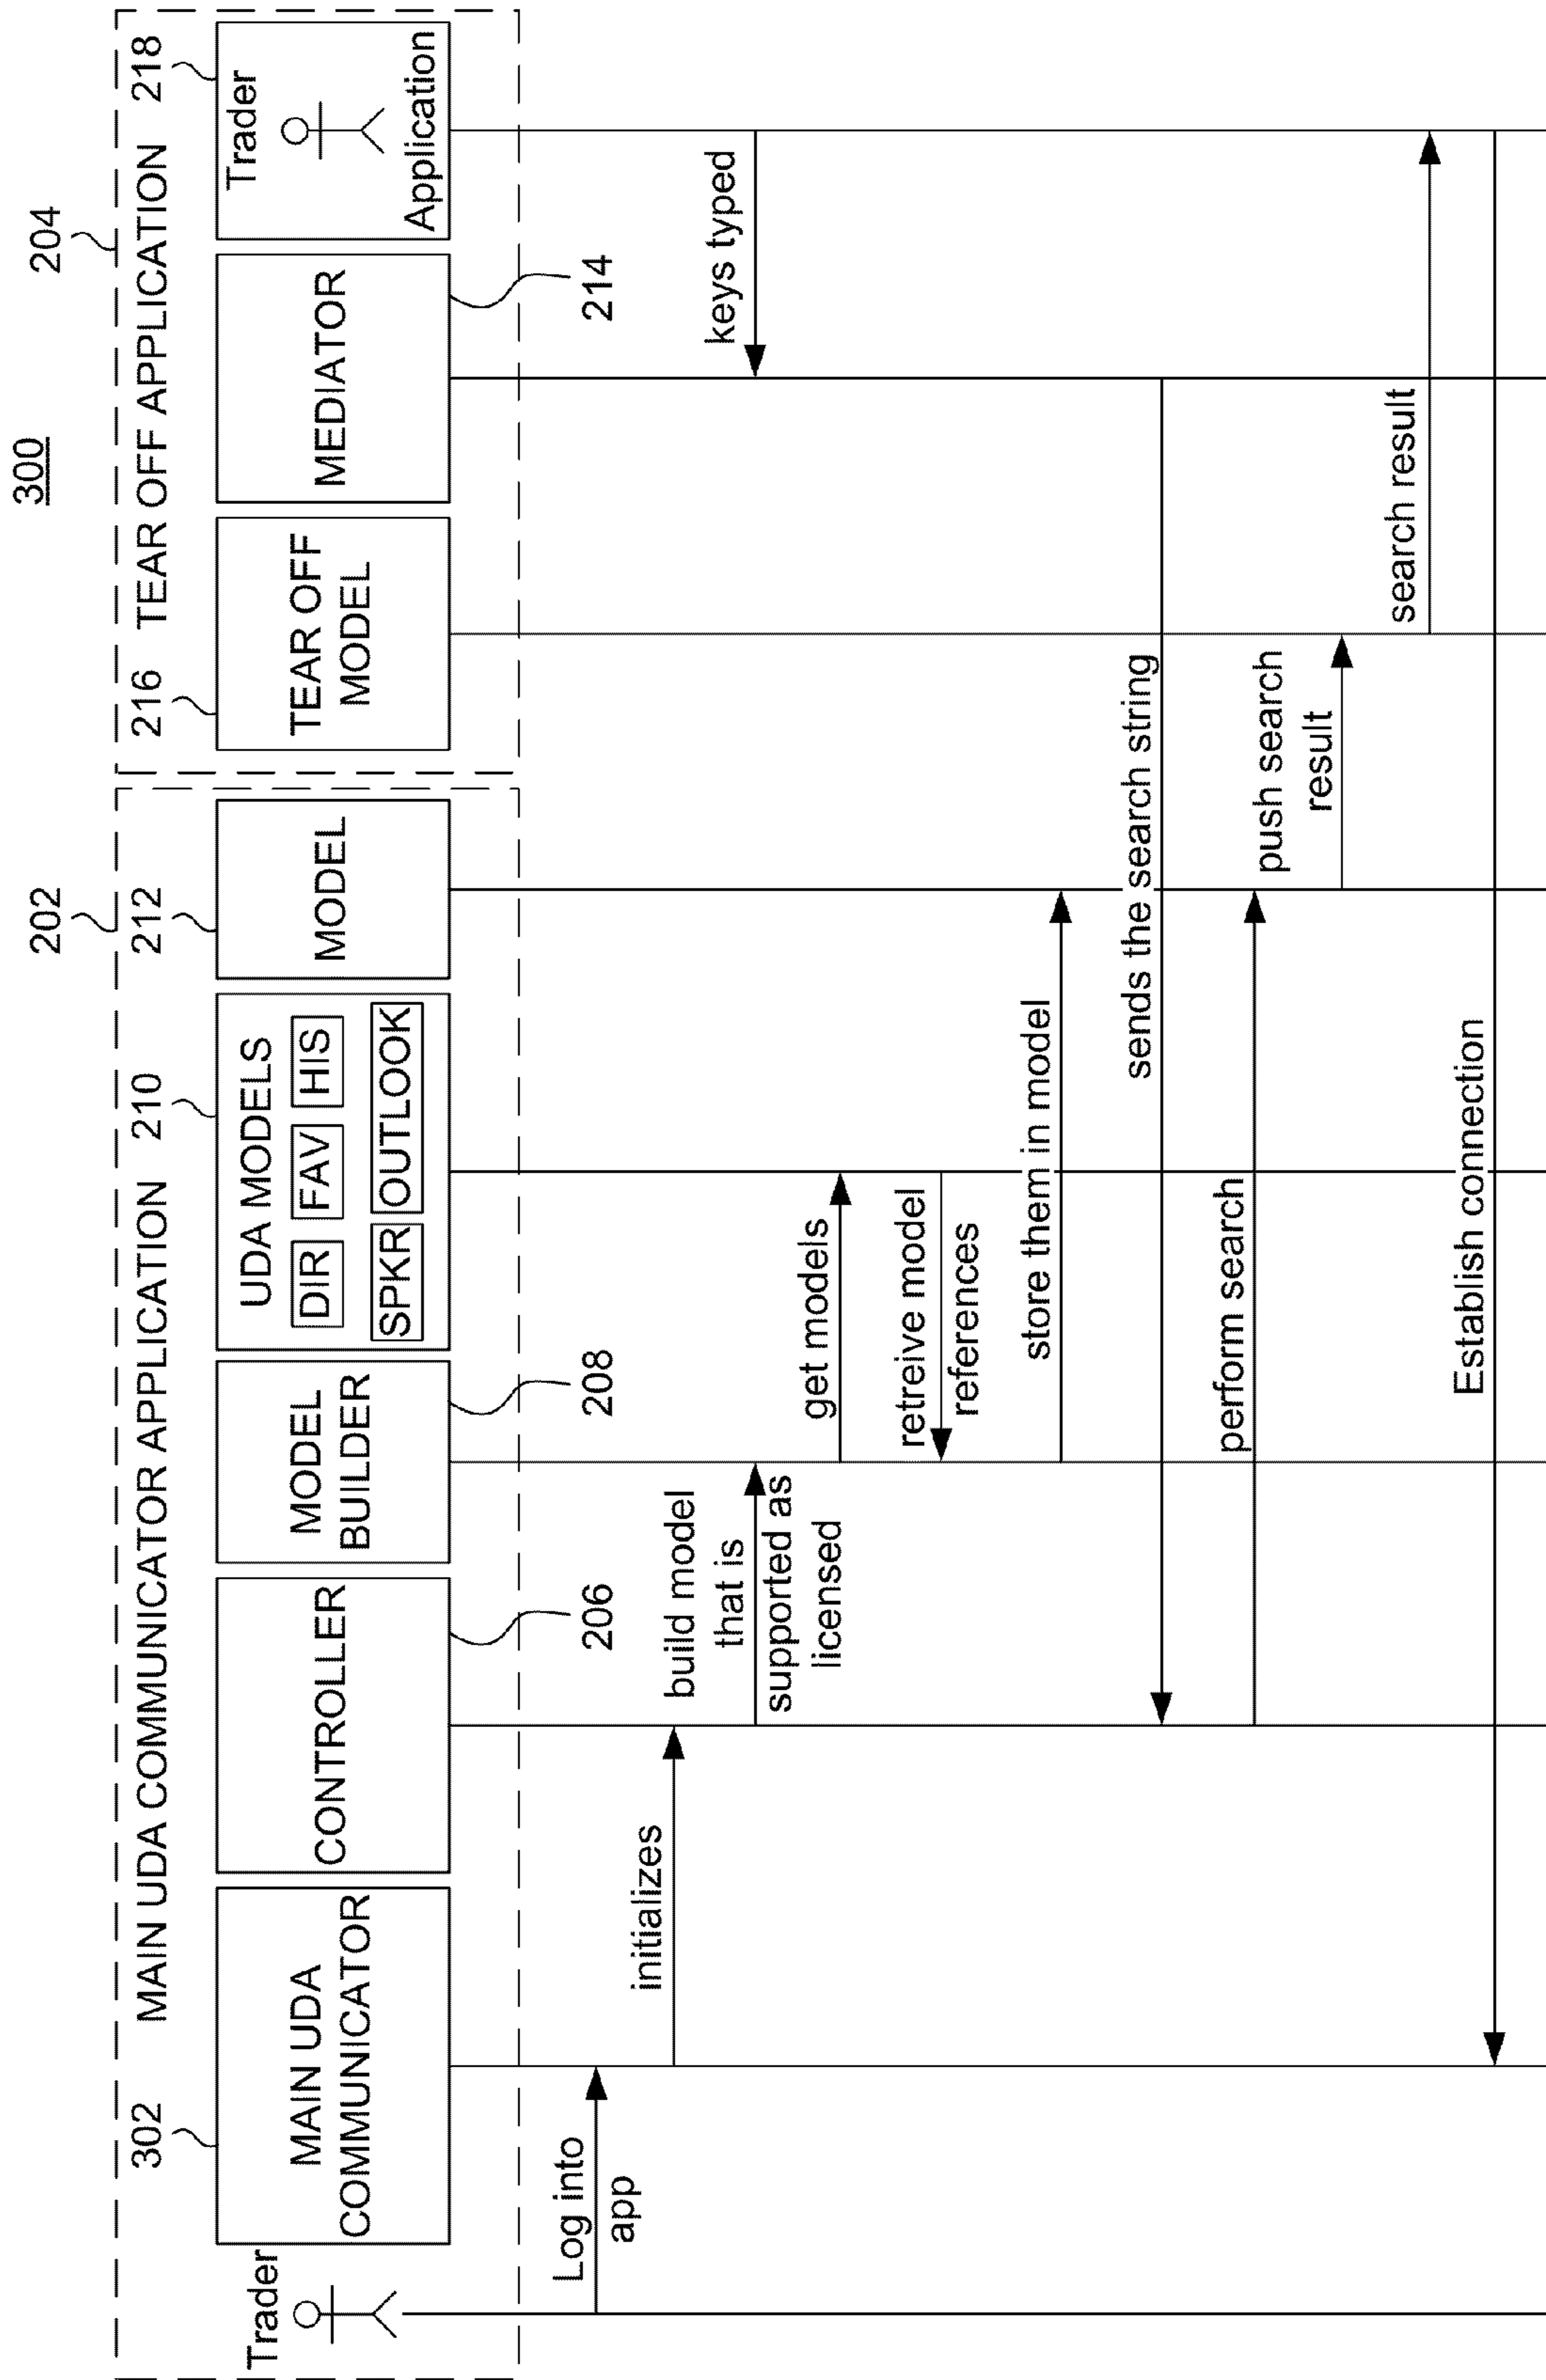 300
202
204
MAIN UDA COMMUNICATOR APPLICATION
TEAR OFF APPLICATION
302
210
212
216
218
Trader
MAIN UDA
COMMUNICATOR
CONTROLLER
MODEL
BUILDER
UDA MODELS
DIR
FAV
HIS
SPKR
OUTLOOK
MODEL
TEAR OFF
MODEL
MEDIATOR
Trader
Application
206
208
214
Log into
app
initializes
build model
that is
supported as
licensed
keys typed
get models
retreive model
references
store them in model
sends the search string
perform search
push search
result
search result
Establish connection